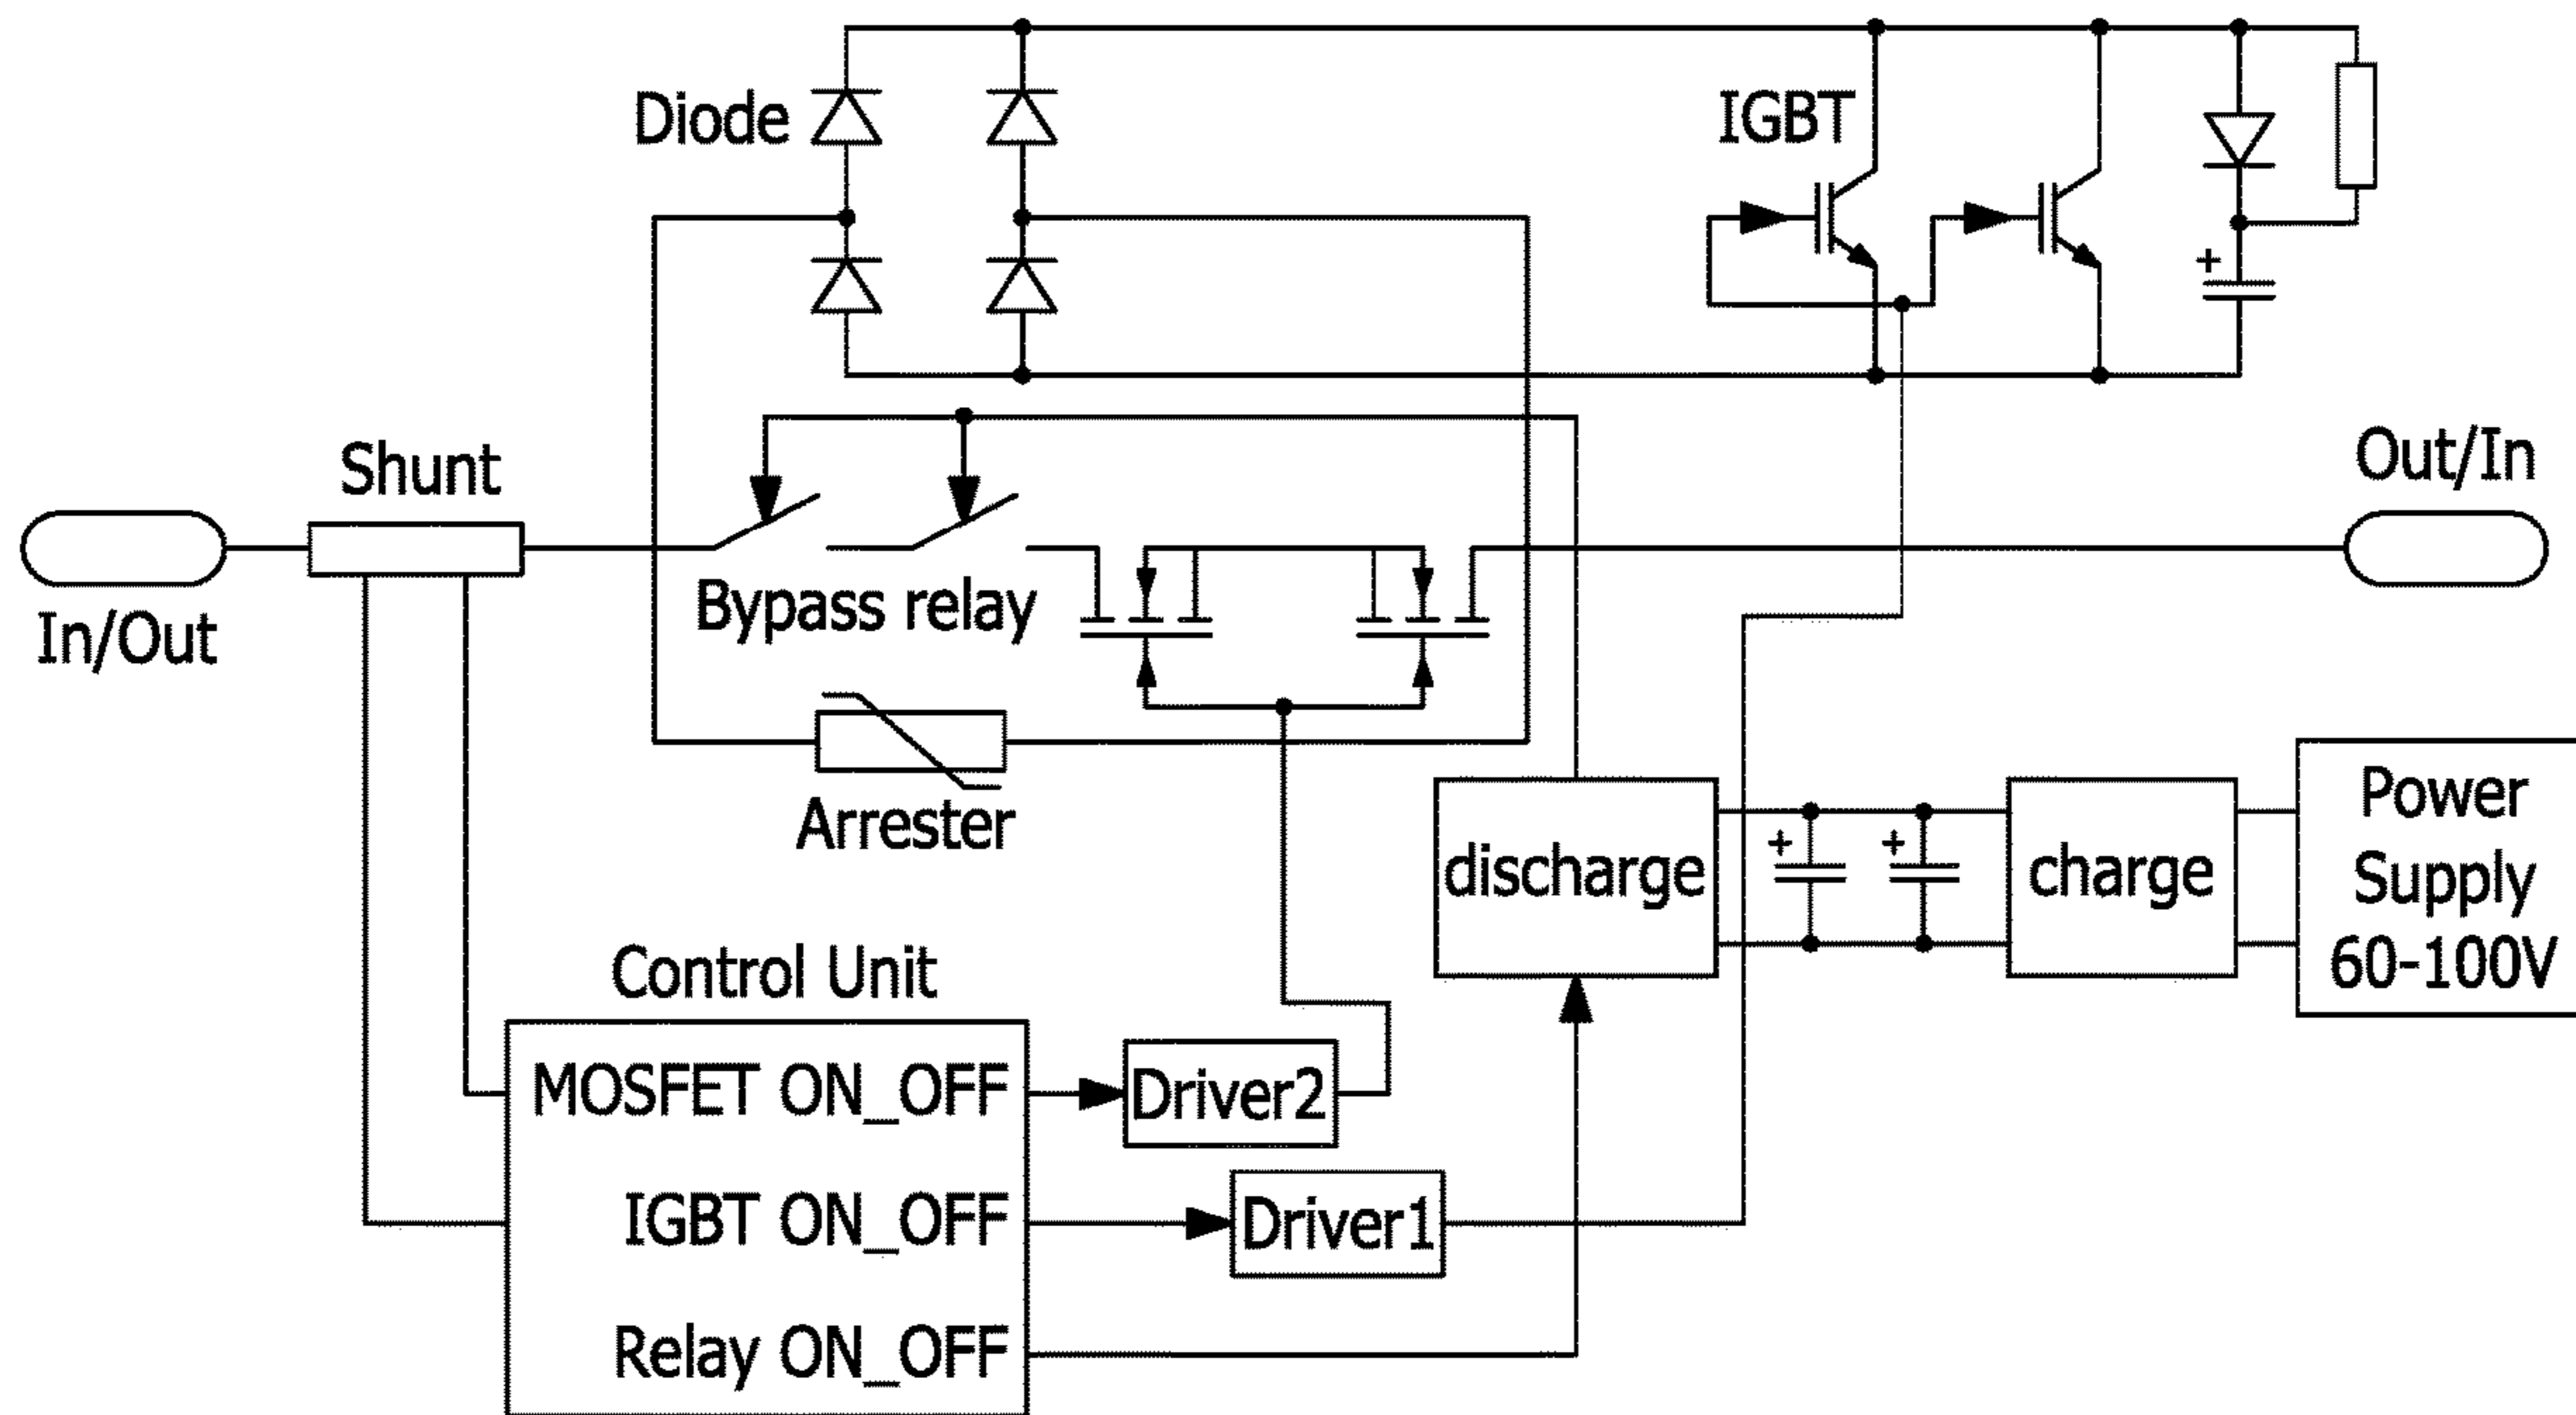 Diode
IGBT
+
Shunt
Out/In
In/Out
Bypass relay
Arrester
discharge
+
+
charge
Power
Supply
60-100V
Control Unit
MOSFET ON_OFF
Driver2
IGBT ON_OFF
Driver1
Relay ON_OFF